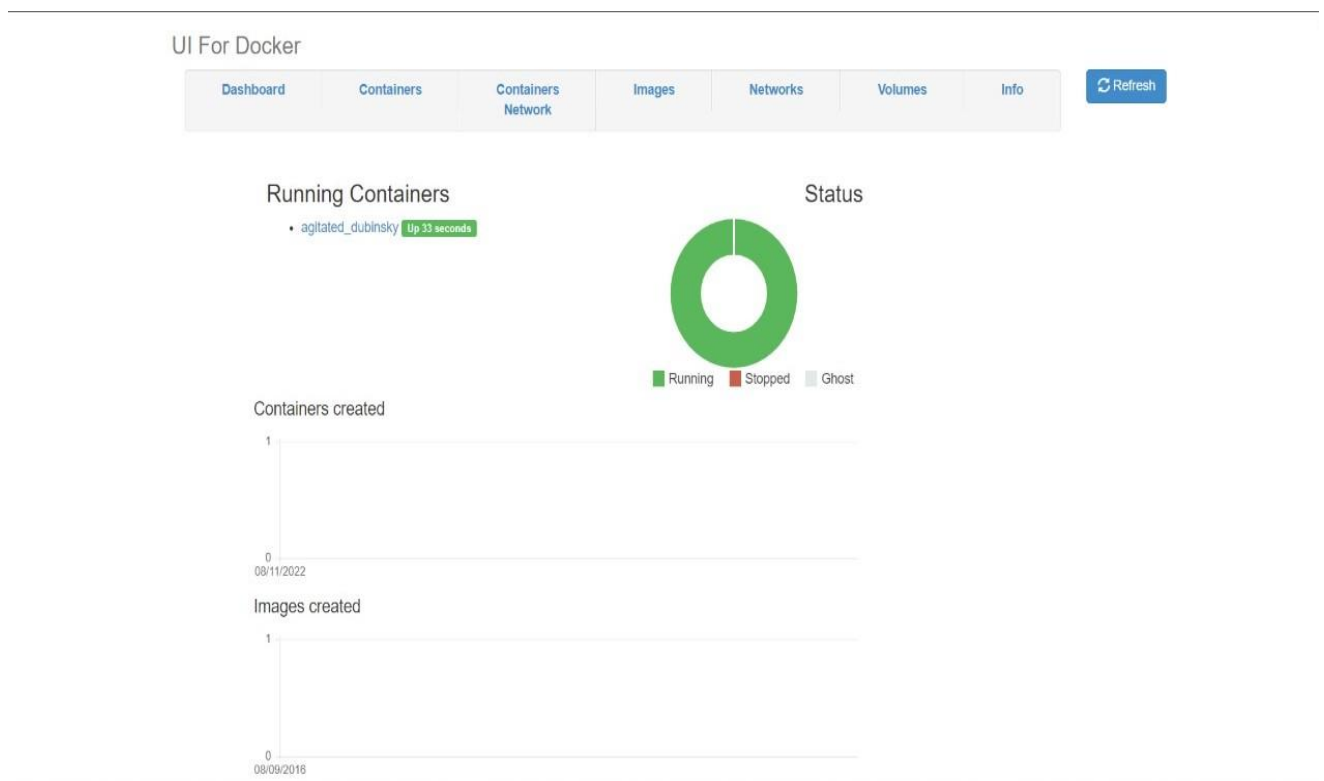 UI For Docker
Dashboard Containers Containers Network Images Networks Volumes Info Refresh
Running Containers
agitated_dubinsky Up 33 seconds
Status
Running Stopped Ghost
Containers created
1
0
08/11/2022
Images created
1
0
08/09/2016